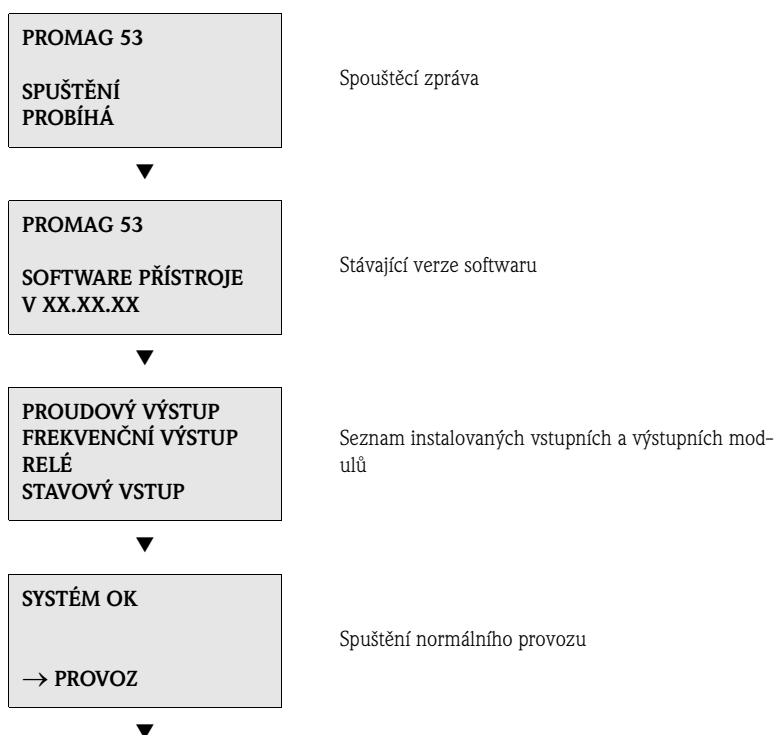 PROMAG 53
SPUŠTĚNÍ
PROBÍHÁ
Spouštěcí zpráva
▼
PROMAG 53
SOFTWARE PŘÍSTROJE
V XX.XX.XX
Stávající verze softwaru
▼
PROUDOVÝ VÝSTUP
FREKVENČNÍ VÝSTUP
RELÉ
STAVOVÝ VSTUP
Seznam instalovaných vstupních a výstupních mod-
ulů
▼
SYSTÉM OK
→ PROVOZ
Spuštění normálního provozu
▼